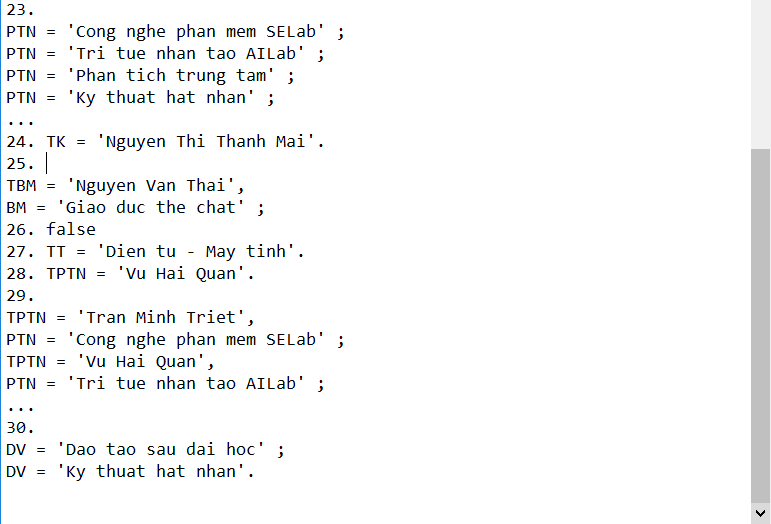 23.
PTN = 'Cong nghe phan mem SELab' ;
PTN = 'Tri tue nhan tao AILab' ;
PTN = 'Phan tich trung tam' ;
PTN = 'Ky thuat hat nhan' ;
...
24. TK = 'Nguyen Thi Thanh Mai'.
25.
TBM = 'Nguyen Van Thai',
BM = 'Giao duc the chat' ;
26. false
27. TT = 'Dien tu - May tinh'.
28. TPTN = 'Vu Hai Quan'.
29.
TPTN = 'Tran Minh Triet',
PTN = 'Cong nghe phan mem SELab' ;
TPTN = 'Vu Hai Quan',
PTN = 'Tri tue nhan tao AILab' ;
...
30.
DV = 'Dao tao sau dai hoc' ;
DV = 'Ky thuat hat nhan'.